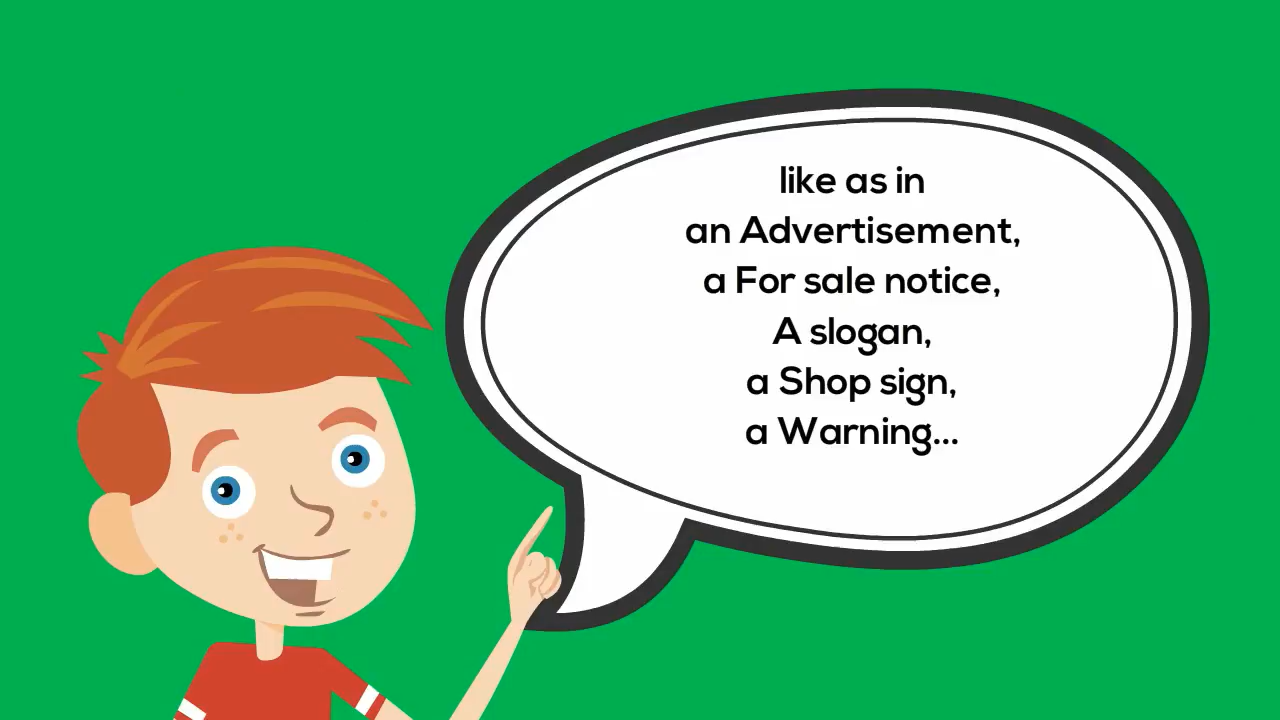 like as in
an Advertisement,
a For sale notice,
A slogan,
a Shop sign,
a Warning...